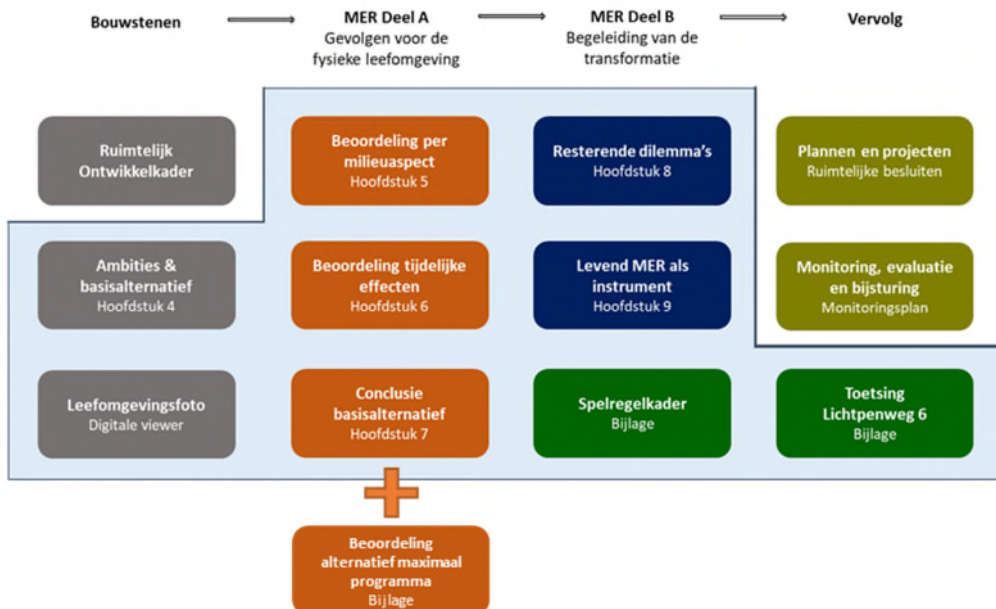 Bouwstenen
MER Deel A
Gevolgen voor de
fysieke leefomgeving
MER Deel B
Begeleiding van de
transformatie
Vervolg
Ruimtelijk
Ontwikkelkader
Beoordeling per
milieuaspect
Hoofdstuk 5
Resterende dilemma's
Hoofdstuk 8
Plannen en projecten
Ruimtelijke besluiten
Ambities &
basisalternatief
Hoofdstuk 4
Beoordeling tijdelijke
effecten
Hoofdstuk 6
Levend MER als
instrument
Hoofdstuk 9
Monitoring, evaluatie
en bijsturing
Monitoringsplan
Leefomgevingsfoto
Digitale viewer
Conclusie
basisalternatief
Hoofdstuk 7
Spelregelkader
Bijlage
Toetsing
Lichtpenweg 6
Bijlage
Beoordeling
alternatief maximaal
programma
Bijlage